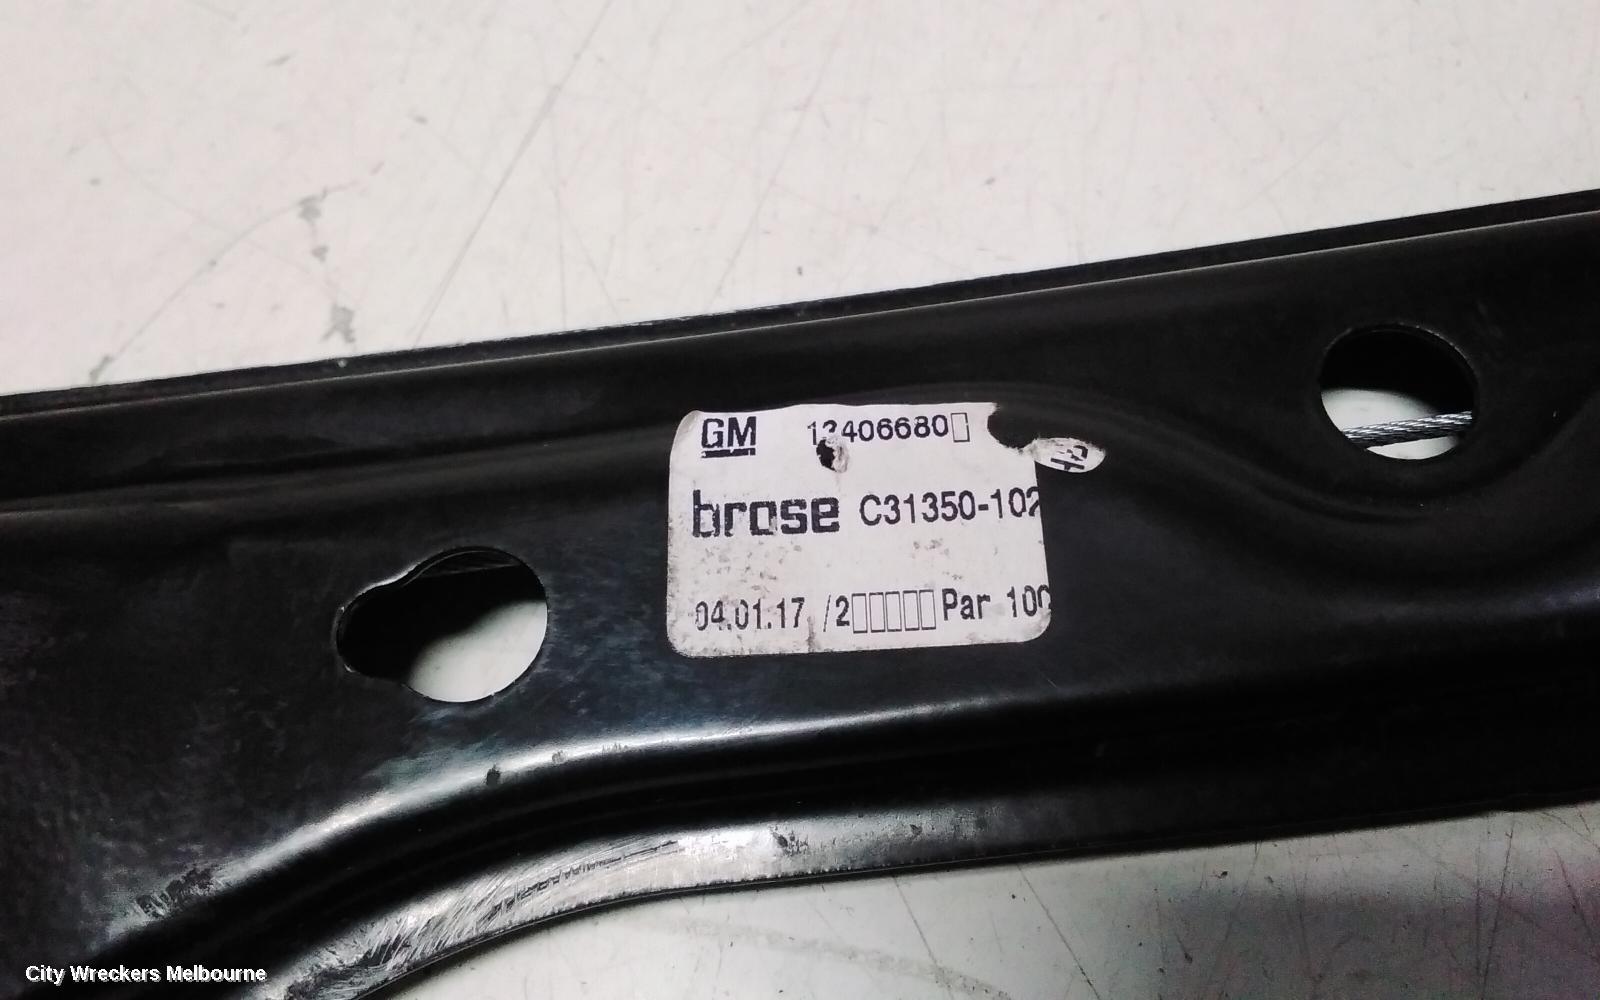 GM 13406680▯
brose C31350-102
04.01.17 /2▯▯▯▯▯Par 100
City Wreckers Melbourne